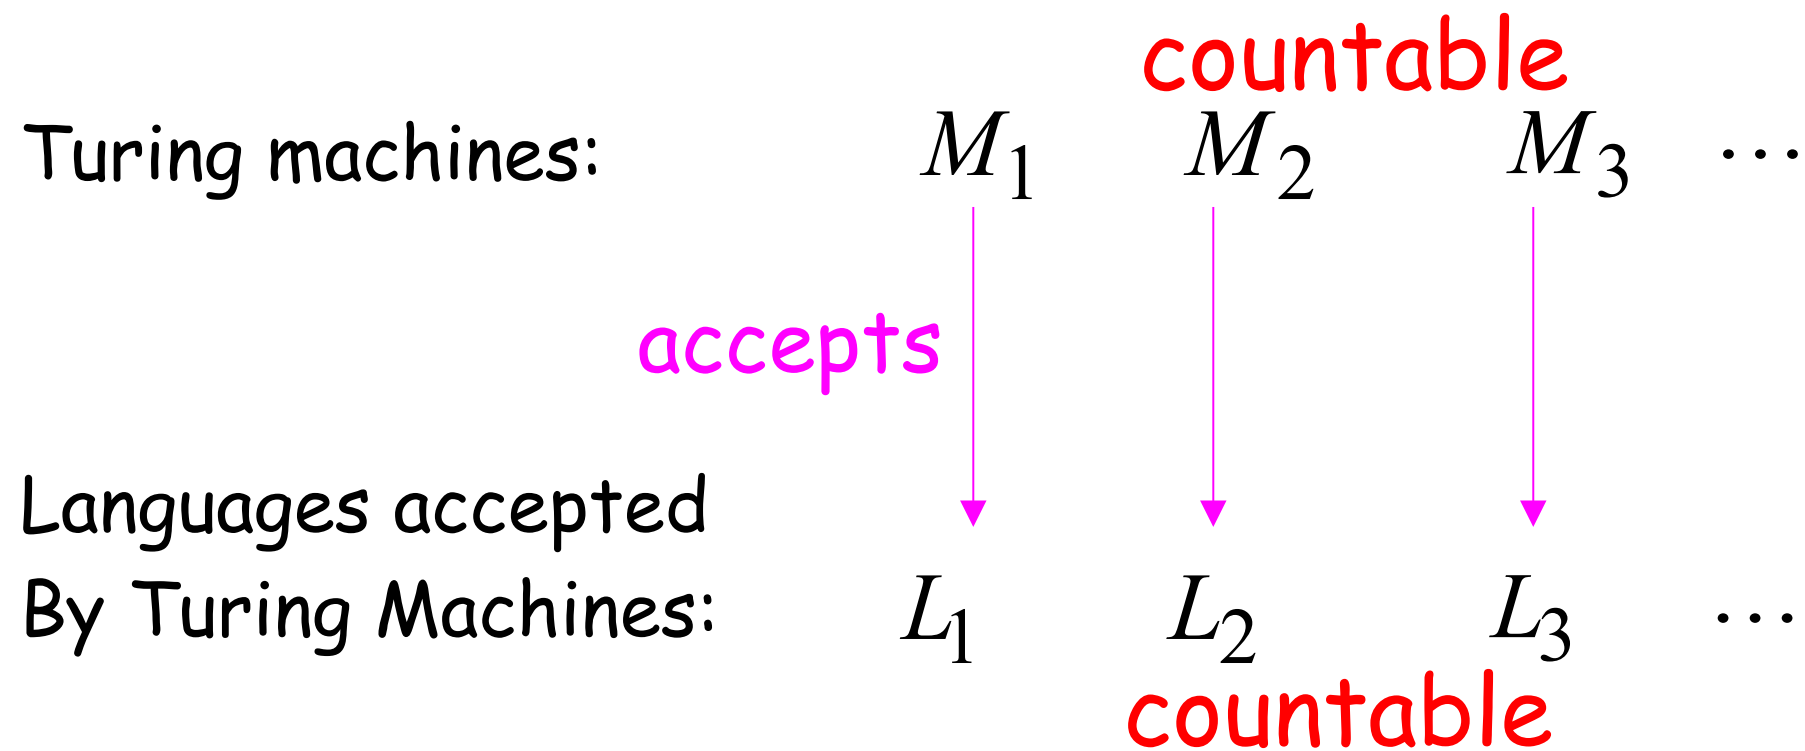 countable
Turing machines: M₁ M₂ M₃ ⋯
accepts
Languages accepted
By Turing Machines: L₁ L₂ L₃ ⋯
countable